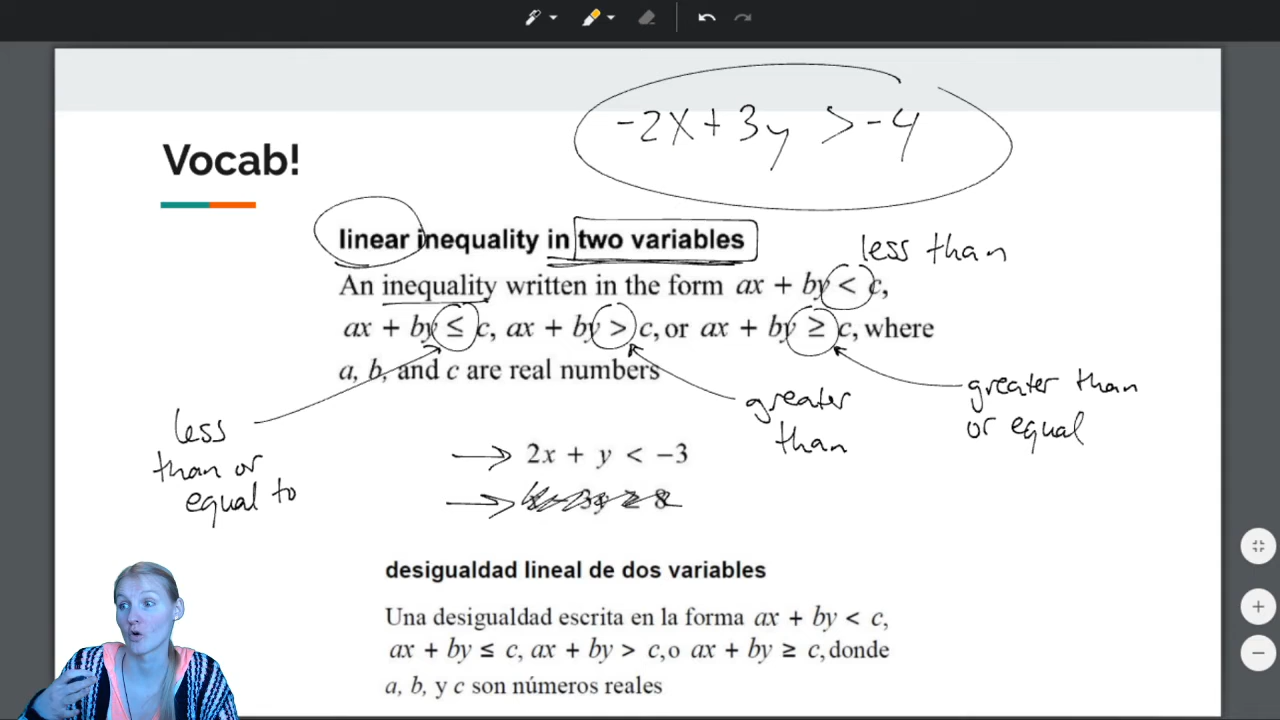 -2x + 3y > -4
Vocab!
linear inequality in two variables
less than
An inequality written in the form ax + by < c,
ax + by ≤ c, ax + by > c, or ax + by ≥ c, where
a, b, and c are real numbers
greater than
or equal
greater
than
less
than or
equal to
2x + y < −3
desigualdad lineal de dos variables
Una desigualdad escrita en la forma ax + by < c,
ax + by ≤ c, ax + by > c, o ax + by ≥ c, donde
a, b, y c son números reales